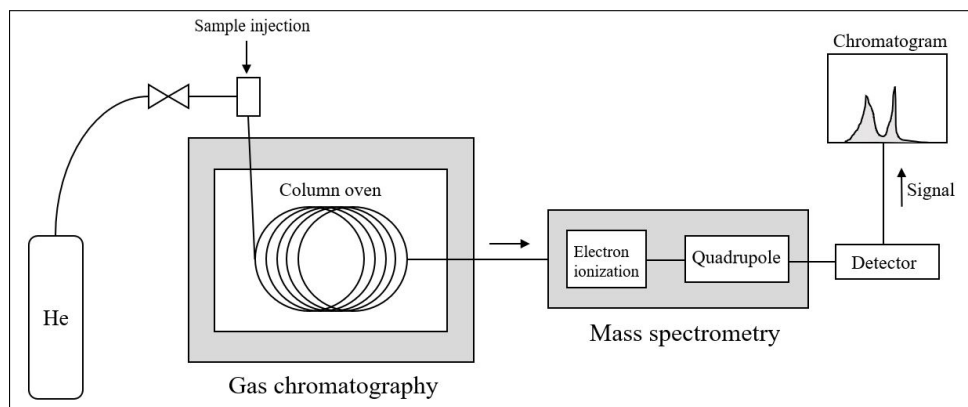 Sample injection
Chromatogram
Column oven
Signal
Electron
ionization
Quadrupole
Detector
He
Mass spectrometry
Gas chromatography